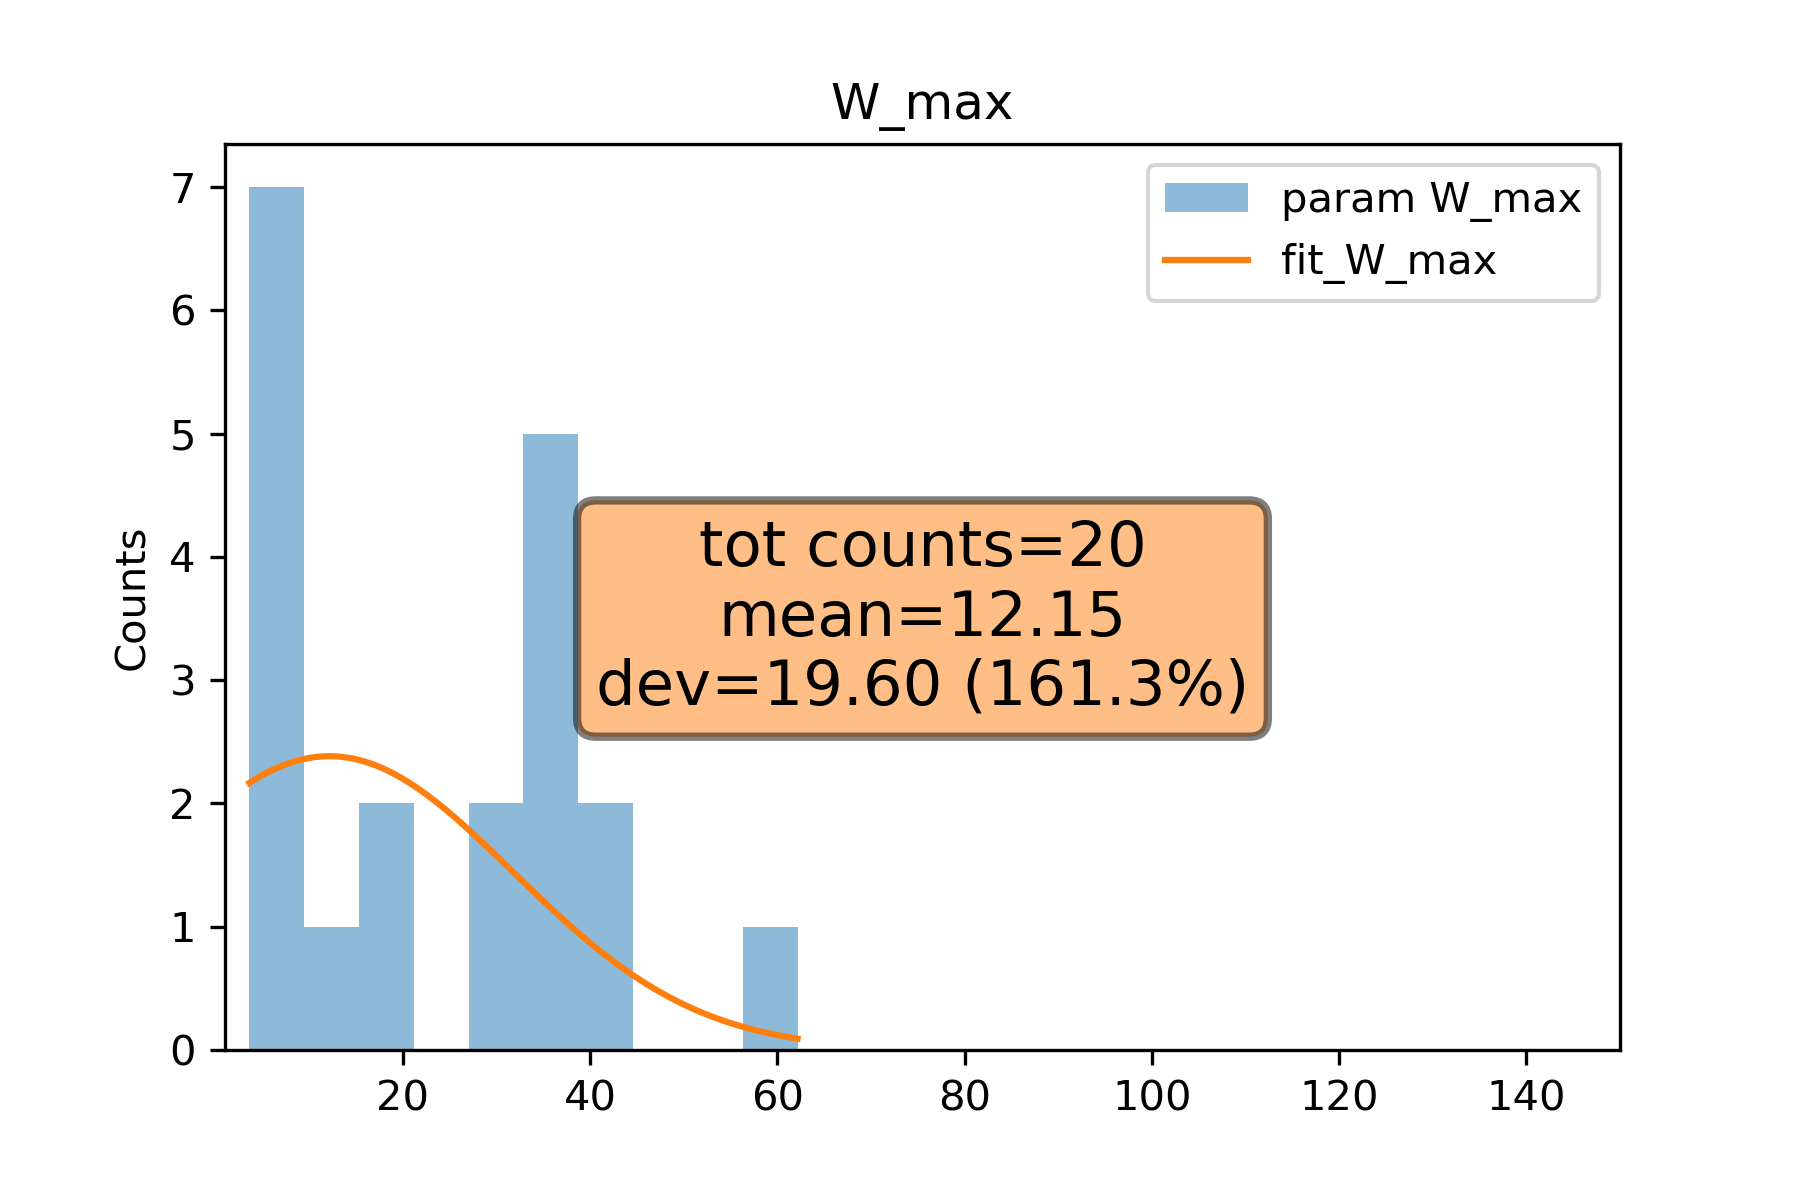 W_max
param W_max
fit_W_max
7
6
5
4
3
2
1
0
Counts
tot counts=20
mean=12.15
dev=19.60 (161.3%)
20 40 60 80 100 120 140